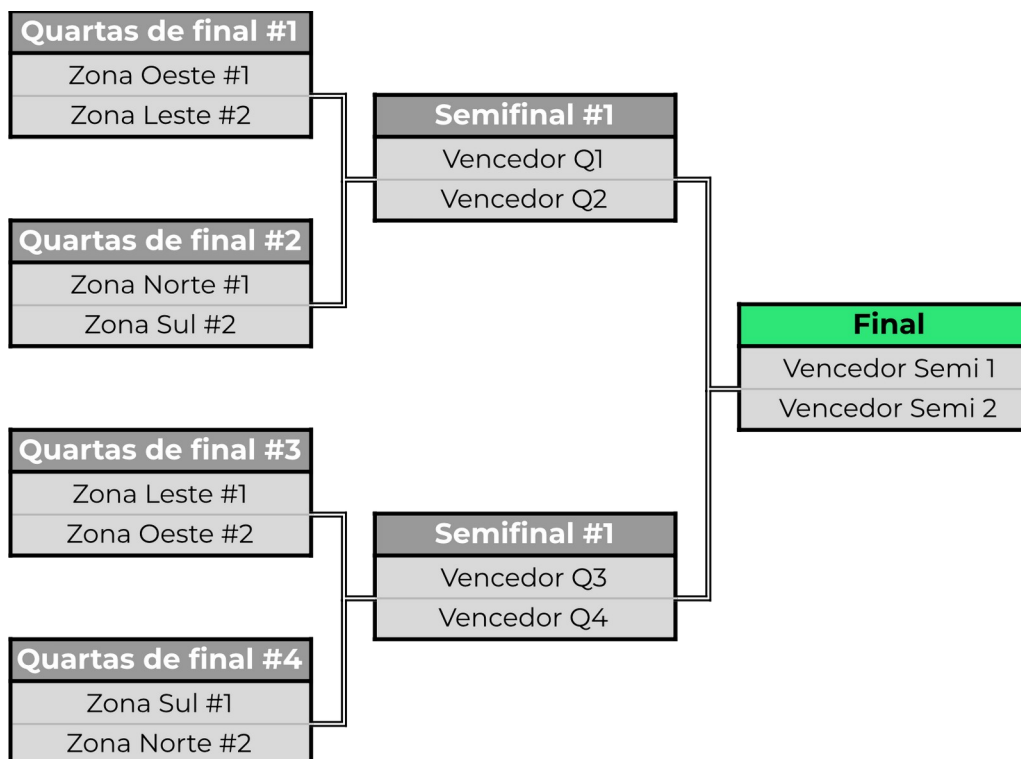 Quartas de final #1
Zona Oeste #1
Zona Leste #2
Quartas de final #2
Zona Norte #1
Zona Sul #2
Quartas de final #3
Zona Leste #1
Zona Oeste #2
Quartas de final #4
Zona Sul #1
Zona Norte #2
Semifinal #1
Vencedor Q1
Vencedor Q2
Semifinal #1
Vencedor Q3
Vencedor Q4
Final
Vencedor Semi 1
Vencedor Semi 2